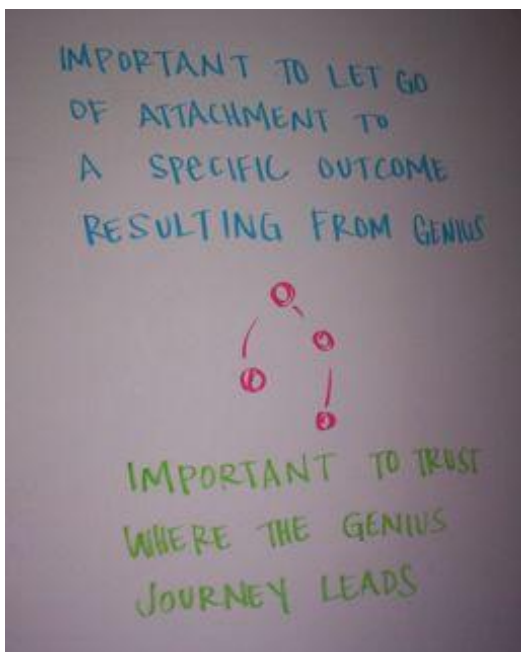 IMPORTANT TO LET GO
OF ATTACHMENT TO
A SPECIFIC OUTCOME
RESULTING FROM GENIUS
IMPORTANT TO TRUST
WHERE THE GENIUS
JOURNEY LEADS